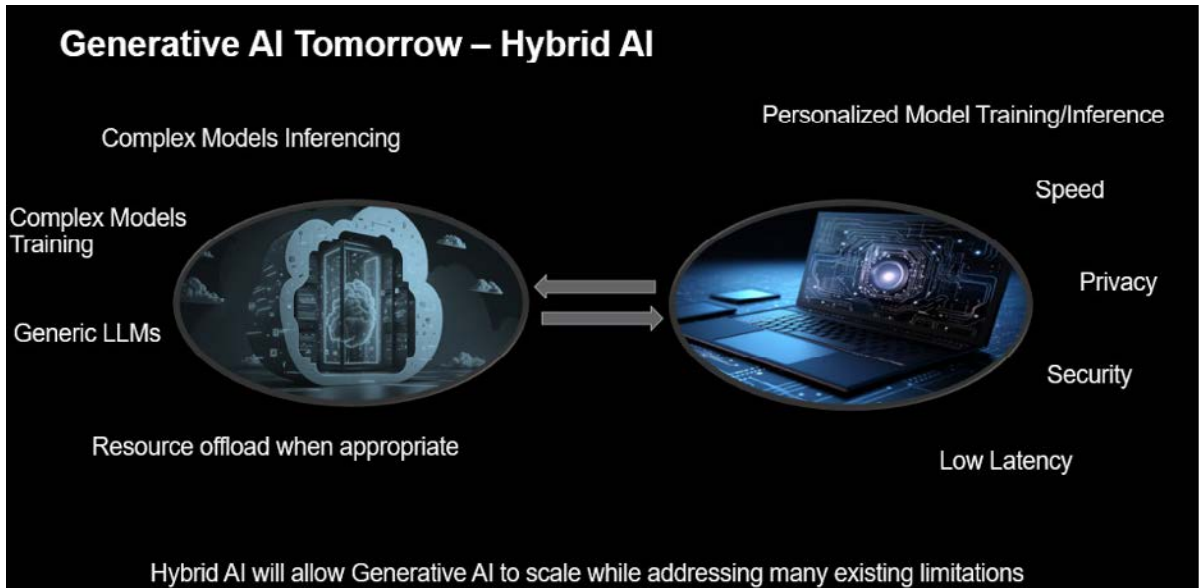 Generative AI Tomorrow – Hybrid AI
Complex Models Inferencing
Complex Models
Training
Generic LLMs
Resource offload when appropriate
Personalized Model Training/Inference
Speed
Privacy
Security
Low Latency
Hybrid AI will allow Generative AI to scale while addressing many existing limitations